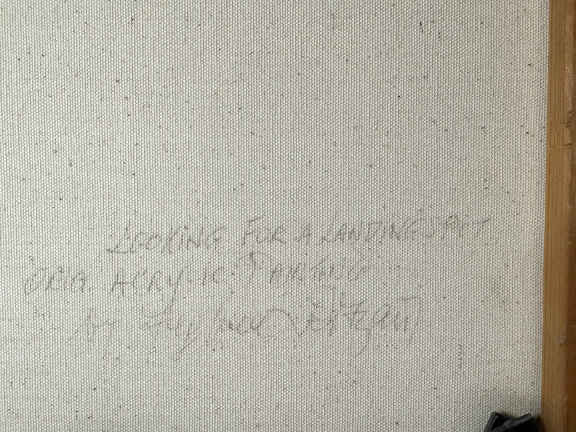 LOOKING FOR A LANDING SPOT
ORIG. ACRYLIC PAINTING
by